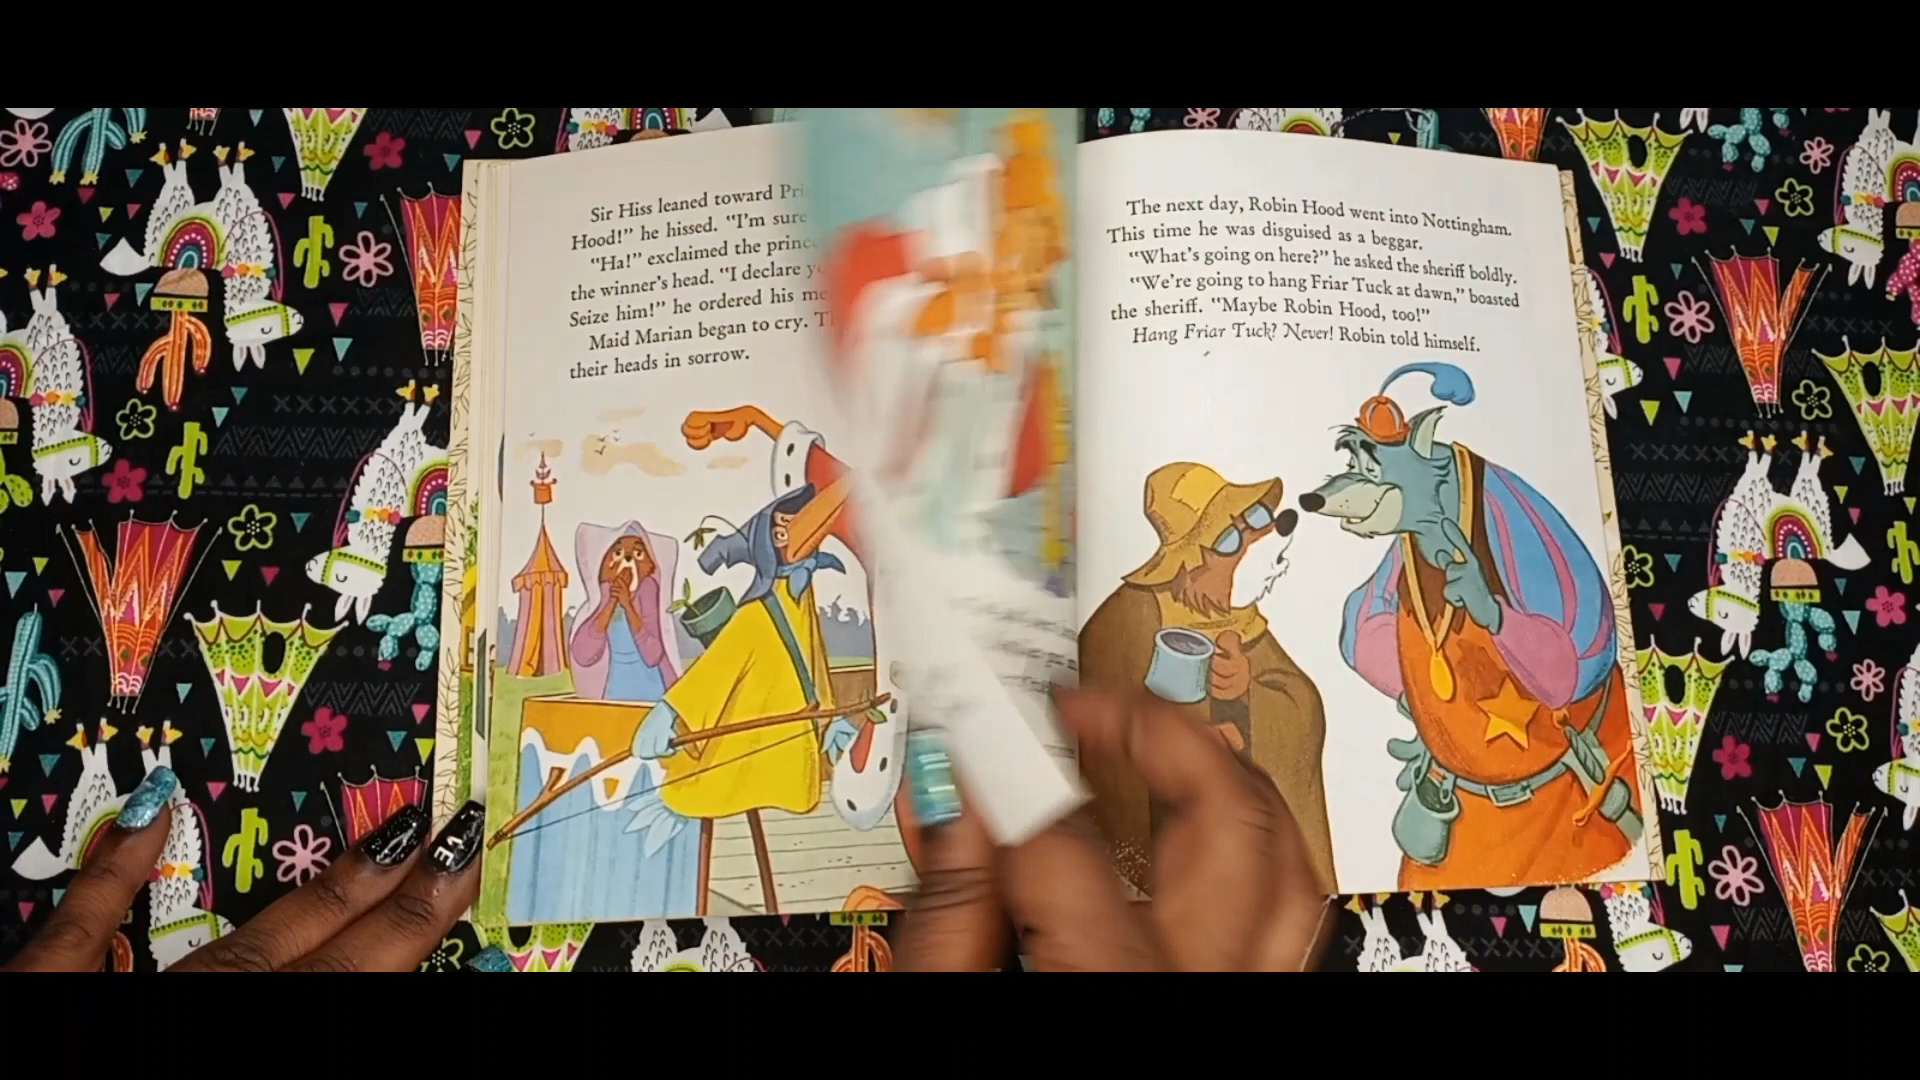 Sir Hiss leaned toward
Hood!” he hissed. “I'm sure
“Ha!” exclaimed the
the winner's head. “I declare
Seize him!” he ordered his
Maid Marian began to cry.
their heads in sorrow.
The next day, Robin Hood went into Nottingham.
This time he was disguised as a beggar.
“What's going on here?” he asked the sheriff boldly.
“We're going to hang Friar Tuck at dawn,” boasted
the sheriff. “Maybe Robin Hood, too!”
Hang Friar Tuck? Never! Robin told himself.